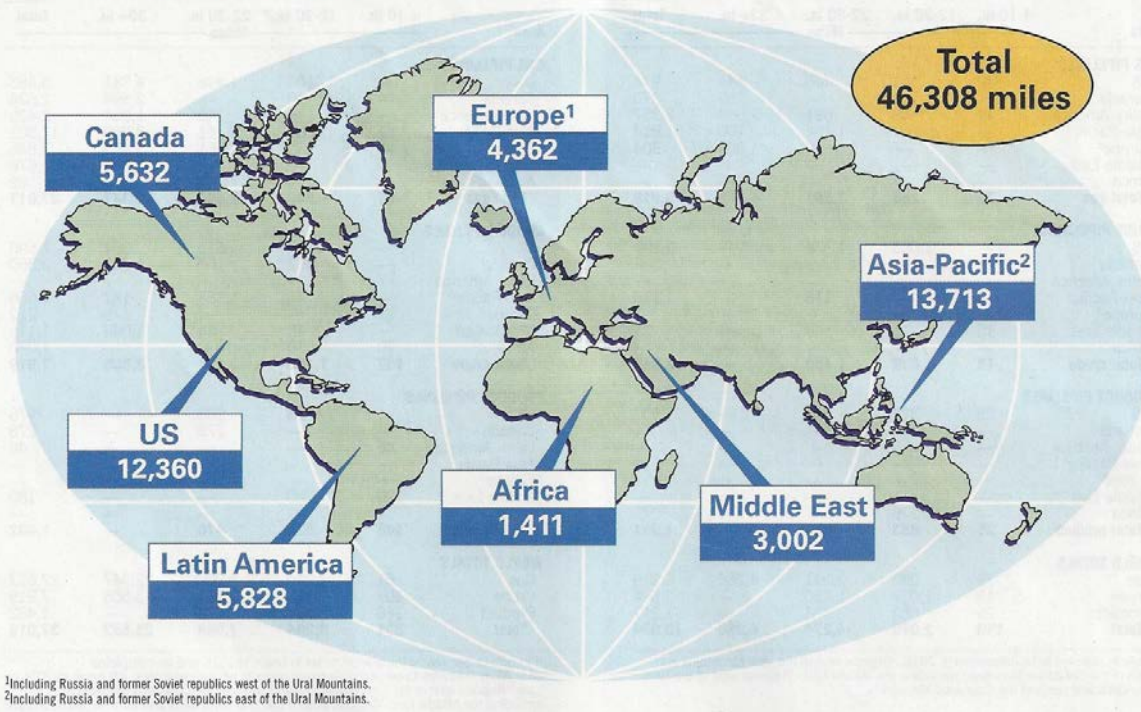 Total
46,308 miles
Canada
5,632
Europe¹
4,362
Asia-Pacific²
13,713
US
12,360
Africa
1,411
Middle East
3,002
Latin America
5,828
¹Including Russia and former Soviet republics west of the Ural Mountains.
²Including Russia and former Soviet republics east of the Ural Mountains.